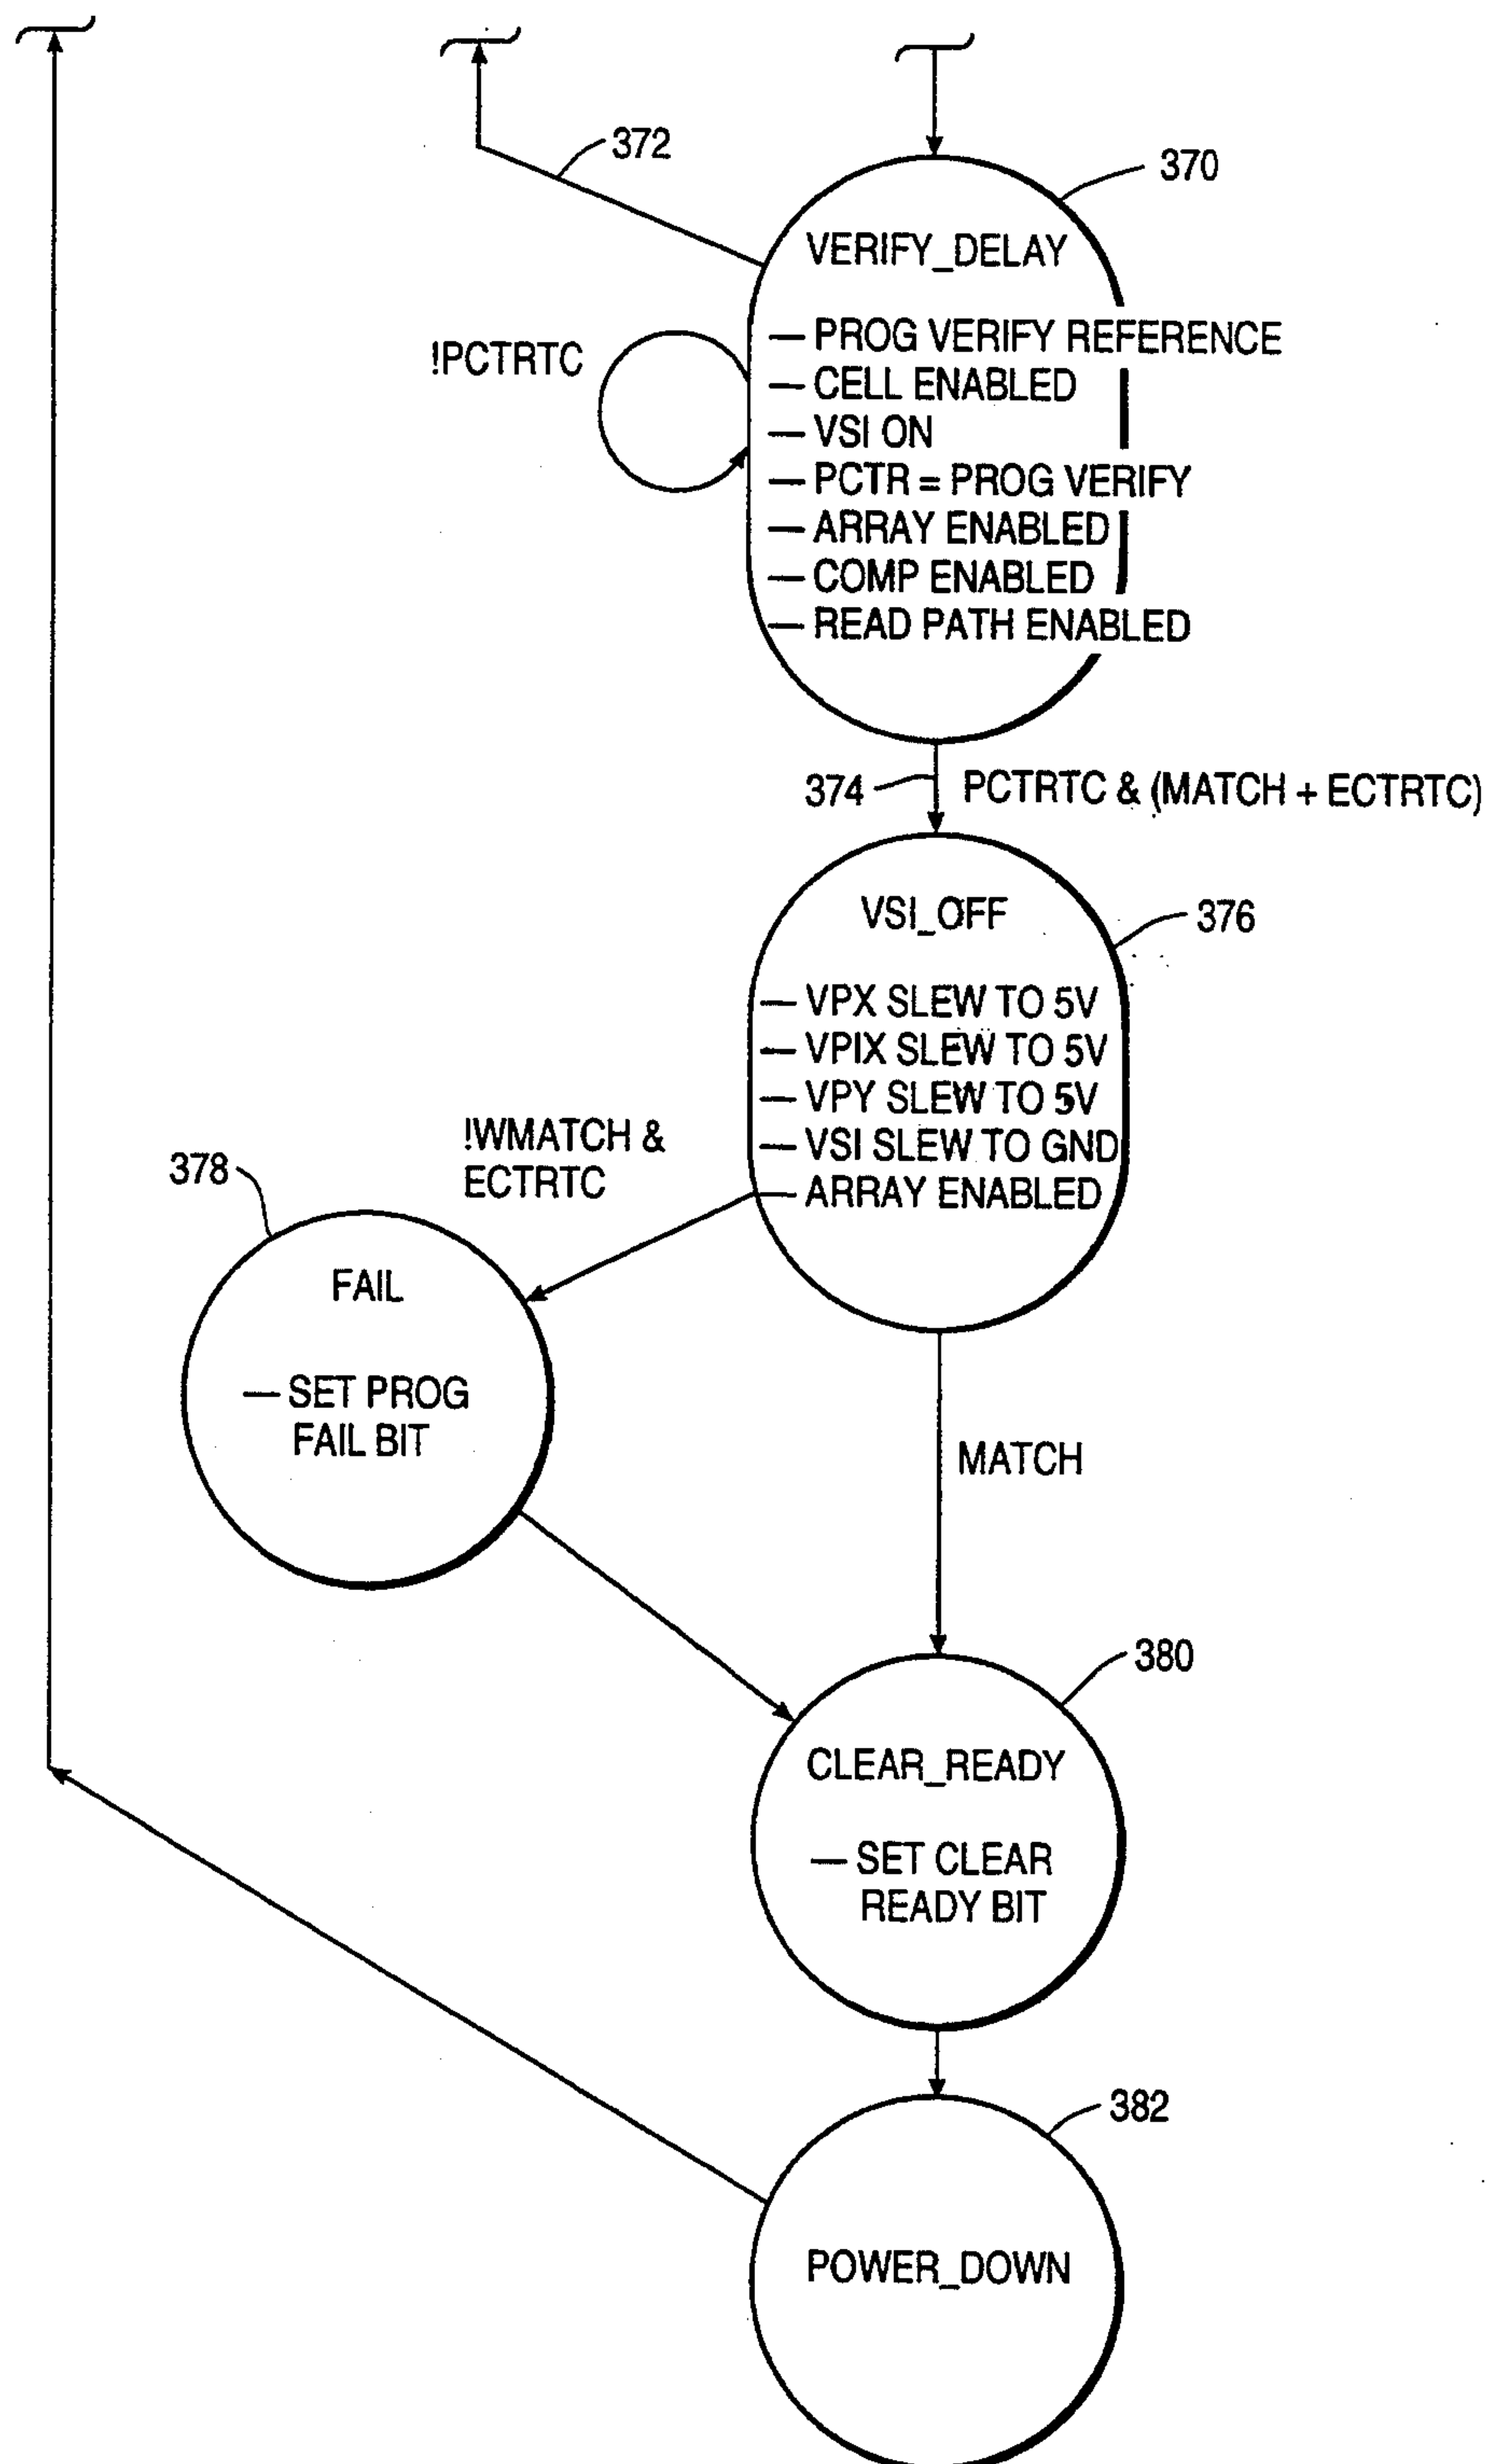 372
370
VERIFY_DELAY
!PCTRTC
— PROG VERIFY REFERENCE
— CELL ENABLED
— VSI ON
— PCTR = PROG VERIFY
— ARRAY ENABLED
— COMP ENABLED
— READ PATH ENABLED
374
PCTRTC & (MATCH + ECTRTC)
VSI_OFF
376
— VPX SLEW TO 5V
— VPIX SLEW TO 5V
— VPY SLEW TO 5V
— VSI SLEW TO GND
— ARRAY ENABLED
!WMATCH &
ECTRTC
378
FAIL
— SET PROG
FAIL BIT
MATCH
380
CLEAR_READY
— SET CLEAR
READY BIT
382
POWER_DOWN